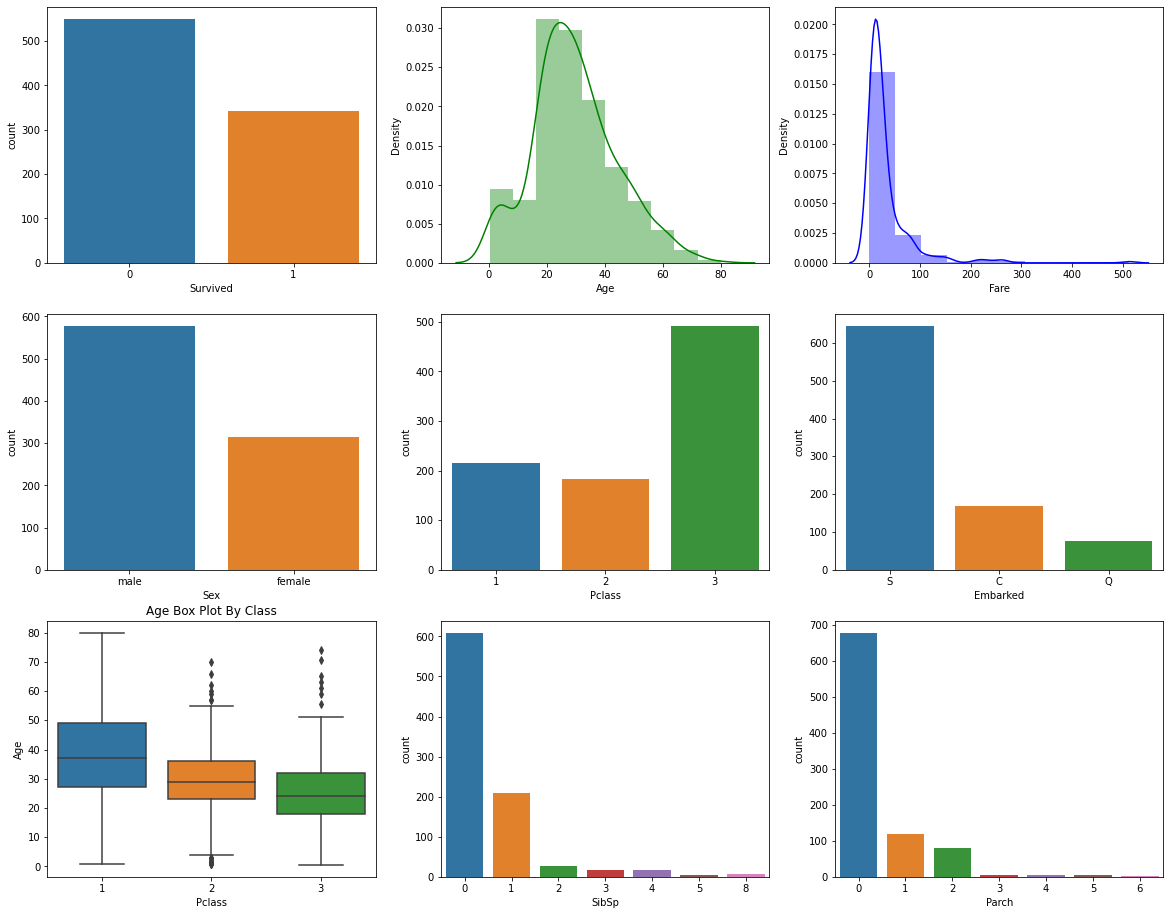 500
400
300
200
100
0
count
0 1
Survived
0.030
0.025
0.020
0.015
0.010
0.005
0.000
Density
0 20 40 60 80
Age
0.0200
0.0175
0.0150
0.0125
0.0100
0.0075
0.0050
0.0025
0.0000
Density
0 100 200 300 400 500
Fare
600
500
400
300
200
100
0
count
male female
Sex
500
400
300
200
100
0
count
1 2 3
Pclass
600
500
400
300
200
100
0
count
S C Q
Embarked
Age Box Plot By Class
80
70
60
50
40
30
20
10
0
Age
1 2 3
Pclass
600
500
400
300
200
100
0
count
0 1 2 3 4 5 8
SibSp
700
600
500
400
300
200
100
0
count
0 1 2 3 4 5 6
Parch